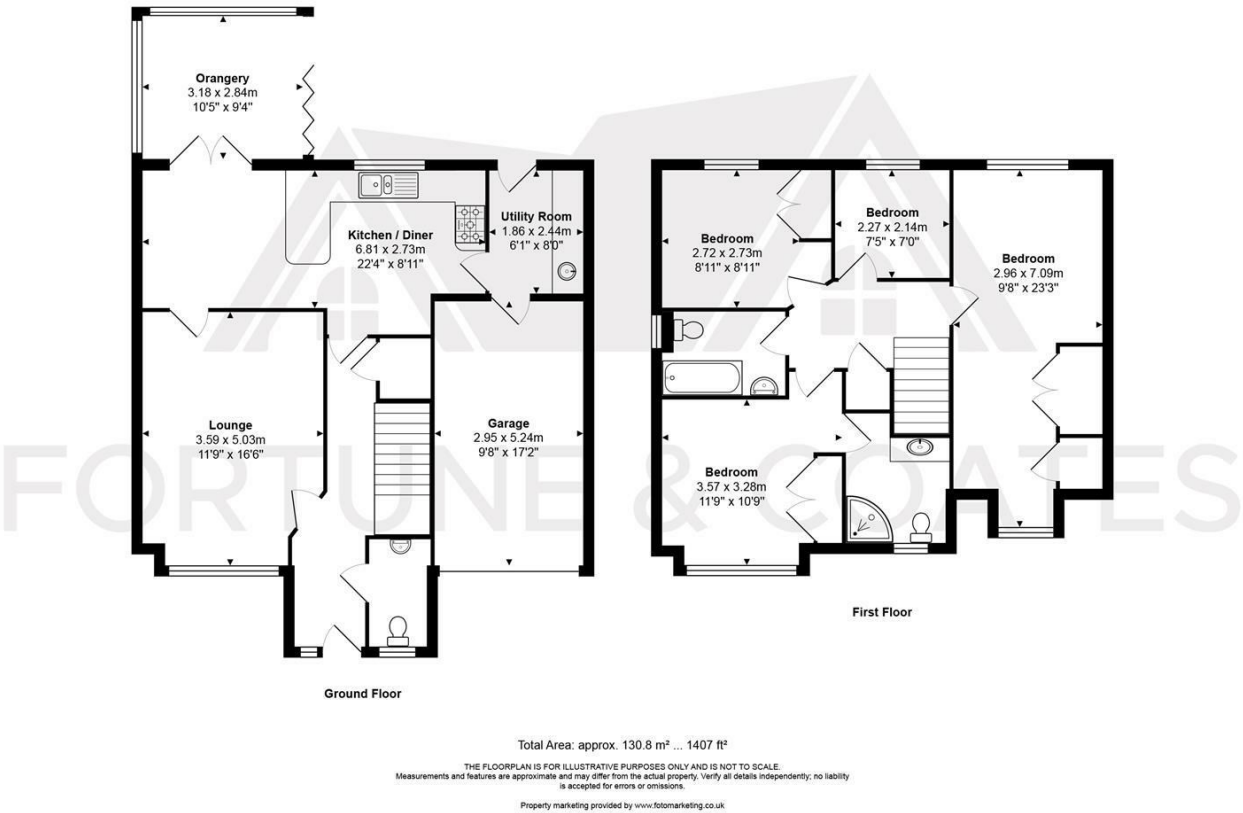 Orangery
3.18 x 2.84m
10'5" x 9'4"
Kitchen / Diner
6.81 x 2.73m
22'4" x 8'11"
Utility Room
1.86 x 2.44m
6'1" x 8'0"
Lounge
3.59 x 5.03m
11'9" x 16'6"
Garage
2.95 x 5.24m
9'8" x 17'2"
Ground Floor
Bedroom
2.72 x 2.73m
8'11" x 8'11"
Bedroom
2.27 x 2.14m
7'5" x 7'0"
Bedroom
2.96 x 7.09m
9'8" x 23'3"
Bedroom
3.57 x 3.28m
11'9" x 10'9"
First Floor
FORTUNE & COATES
Total Area: approx. 130.8 m² ... 1407 ft²
THE FLOORPLAN IS FOR ILLUSTRATIVE PURPOSES ONLY AND IS NOT TO SCALE.
Measurements and features are approximate and may differ from the actual property. Verify all details independently; no liability
is accepted for errors or omissions.
Property marketing provided by www.fotomarketing.co.uk